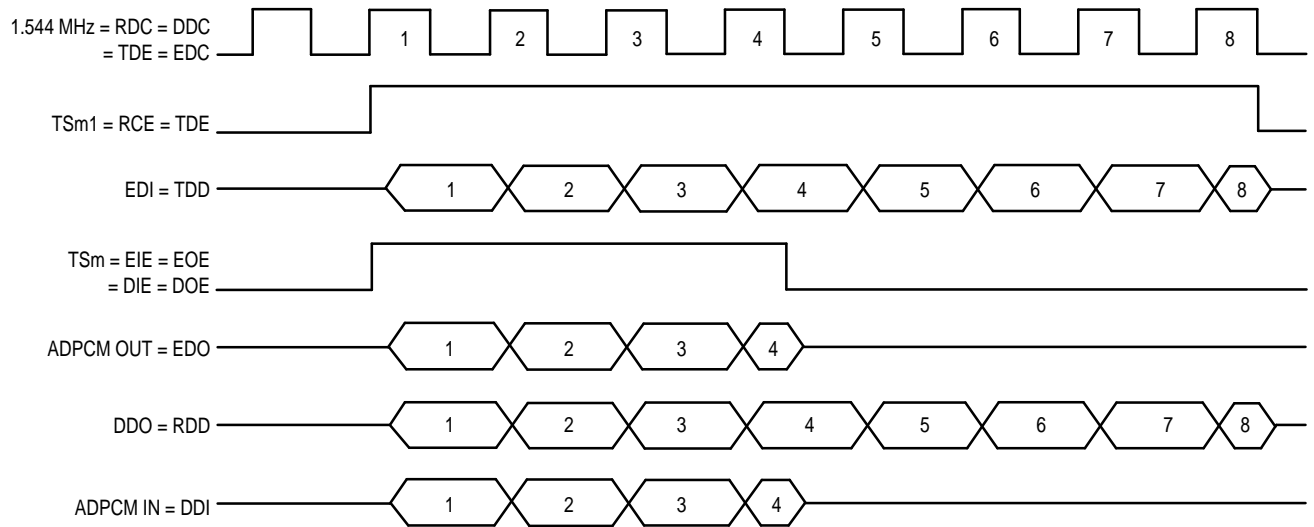 1.544 MHz = RDC = DDC
= TDE = EDC
1 2 3 4 5 6 7 8
TSm1 = RCE = TDE
EDI = TDD
1 2 3 4 5 6 7 8
TSm = EIE = EOE
= DIE = DOE
ADPCM OUT = EDO
1 2 3 4
DDO = RDD
1 2 3 4 5 6 7 8
ADPCM IN = DDI
1 2 3 4